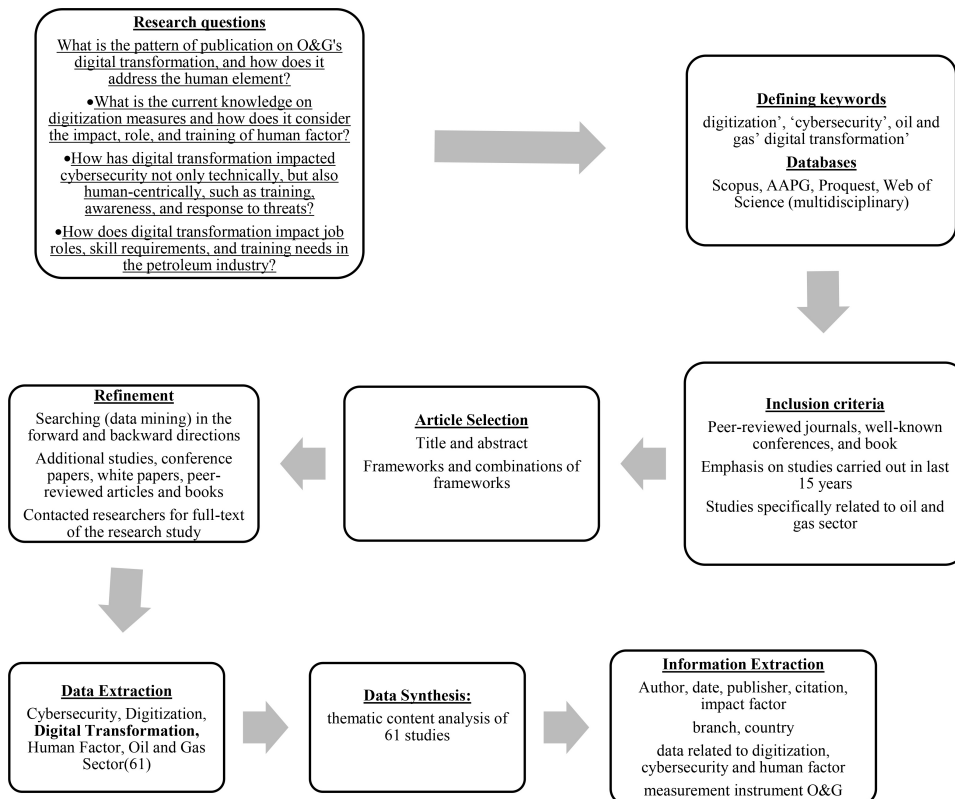 Research questions
What is the pattern of publication on O&G's
digital transformation, and how does it
address the human element?
•What is the current knowledge on
digitization measures and how does it consider
the impact, role, and training of human factor?
•How has digital transformation impacted
cybersecurity not only technically, but also
human-centrically, such as training,
awareness, and response to threats?
•How does digital transformation impact job
roles, skill requirements, and training needs in
the petroleum industry?
Defining keywords
digitization’, ‘cybersecurity’, oil and
gas’ digital transformation’
Databases
Scopus, AAPG, Proquest, Web of
Science (multidisciplinary)
Inclusion criteria
Peer-reviewed journals, well-known
conferences, and book
Emphasis on studies carried out in last
15 years
Studies specifically related to oil and
gas sector
Article Selection
Title and abstract
Frameworks and combinations of
frameworks
Refinement
Searching (data mining) in the
forward and backward directions
Additional studies, conference
papers, white papers, peer-
reviewed articles and books
Contacted researchers for full-text
of the research study
Data Extraction
Cybersecurity, Digitization,
Digital Transformation,
Human Factor, Oil and Gas
Sector(61)
Data Synthesis:
thematic content analysis of
61 studies
Information Extraction
Author, date, publisher, citation,
impact factor
branch, country
data related to digitization,
cybersecurity and human factor
measurement instrument O&G